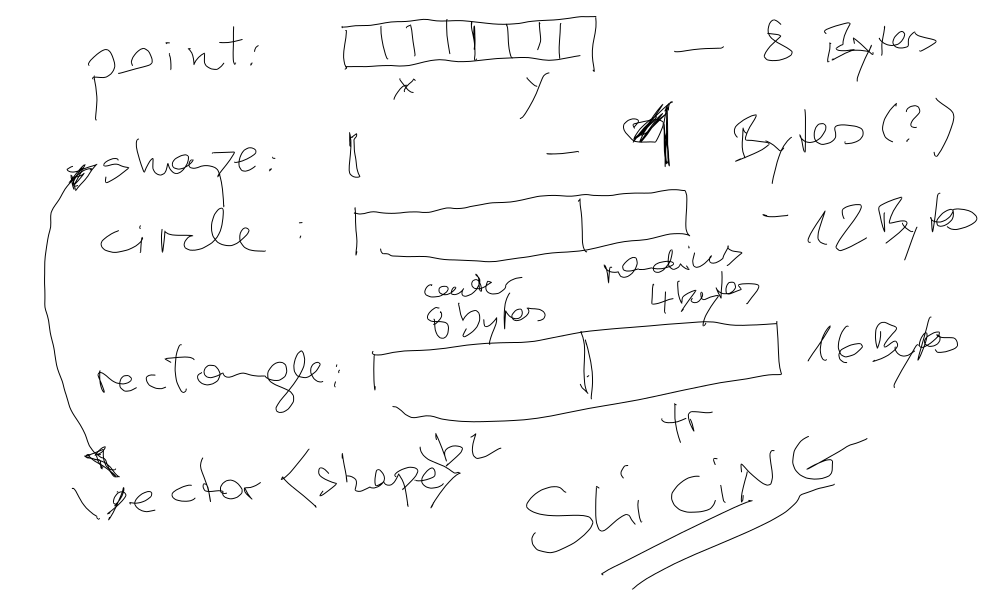 point: — 8 Bytes
x y
shape: — 1 Bytes (?)
circle : - 12 Bytes
center radius
8 bytes 4 bytes
rectangle: 16 Bytes
bl tr
vector <shape>
SLICING